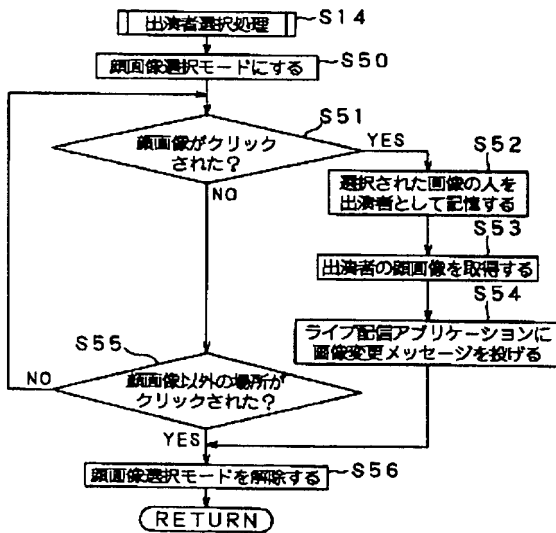 出演者選択処理
S14
顔画像選択モードにする
S50
S51
顔画像がクリック
された?
YES
NO
S52
選択された画像の人を
出演者として記憶する
S53
出演者の顔画像を取得する
S54
ライブ配信アプリケーションに
画像変更メッセージを投げる
S55
顔画像以外の場所が
クリックされた?
NO
YES
顔画像選択モードを解除する
S56
RETURN